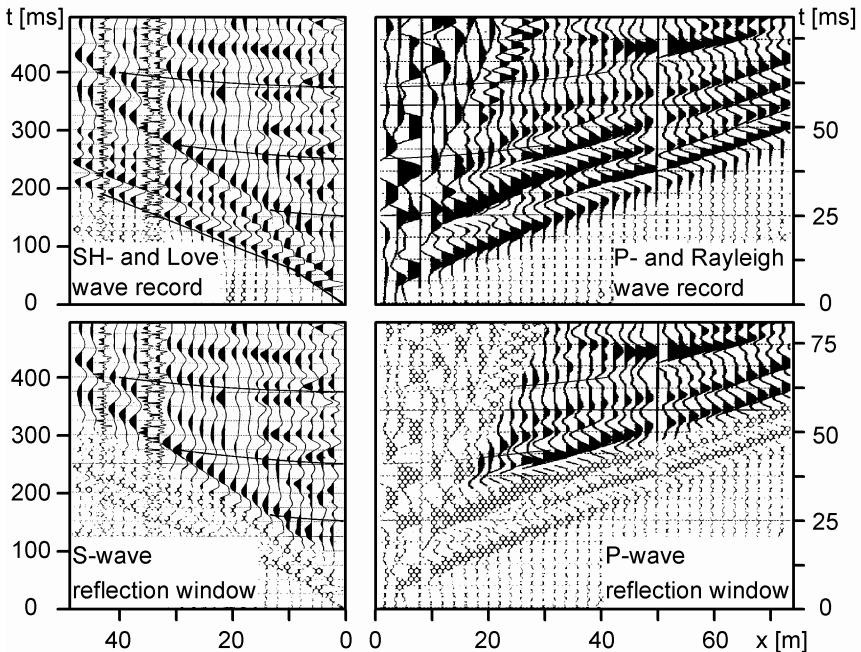 t [ms]
t [ms]
400
300
200
100
0
SH- and Love
wave record
50
25
0
P- and Rayleigh
wave record
400
300
200
100
0
S-wave
reflection window
75
50
25
0
P-wave
reflection window
40
20
0
0
20
40
60
x [m]